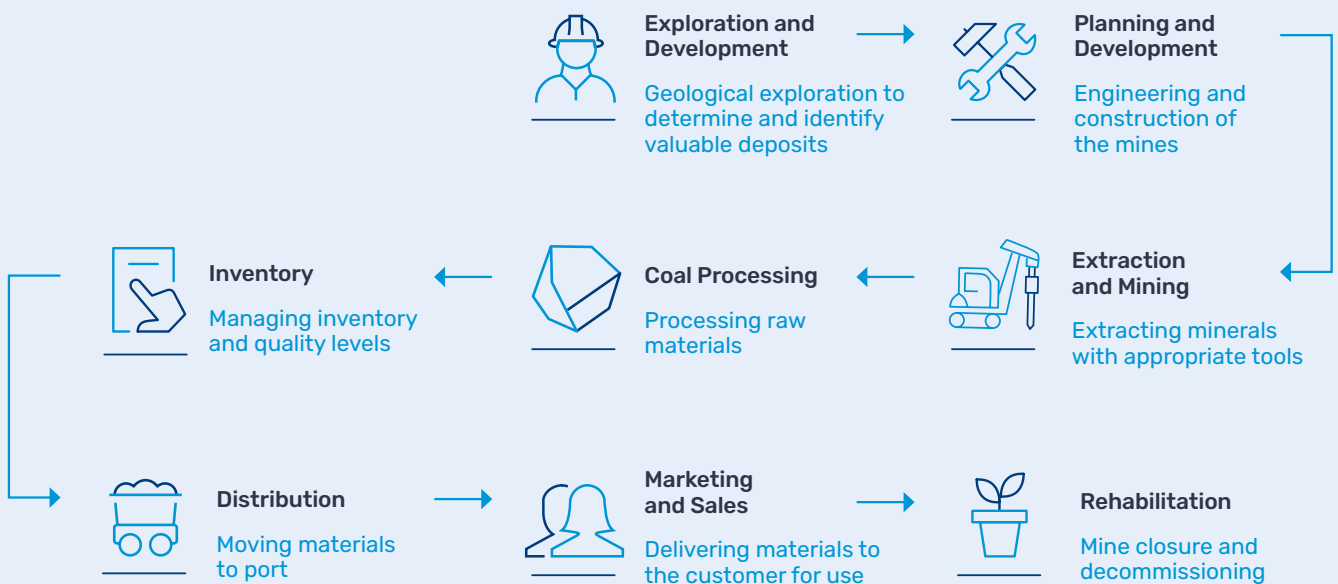 Exploration and
Development
Geological exploration to
determine and identify
valuable deposits
Planning and
Development
Engineering and
construction of
the mines
Extraction
and Mining
Extracting minerals
with appropriate tools
Coal Processing
Processing raw
materials
Inventory
Managing inventory
and quality levels
Distribution
Moving materials
to port
Marketing
and Sales
Delivering materials to
the customer for use
Rehabilitation
Mine closure and
decommissioning